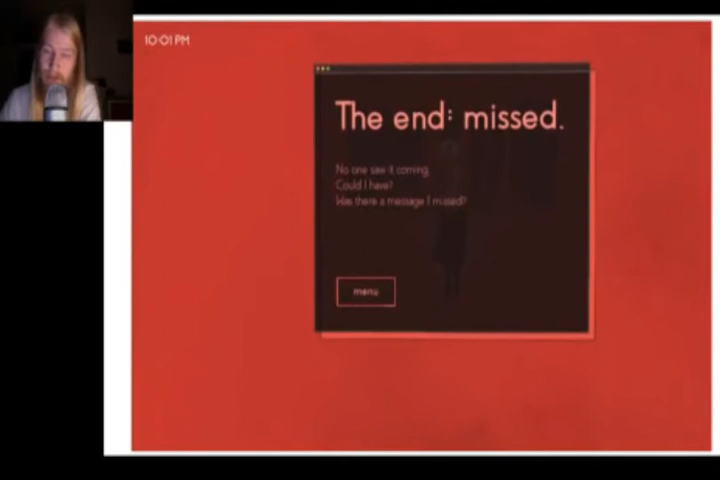 10:01 PM
The end: missed.
No one saw it coming.
Could I have?
Was there a message I missed?
menu